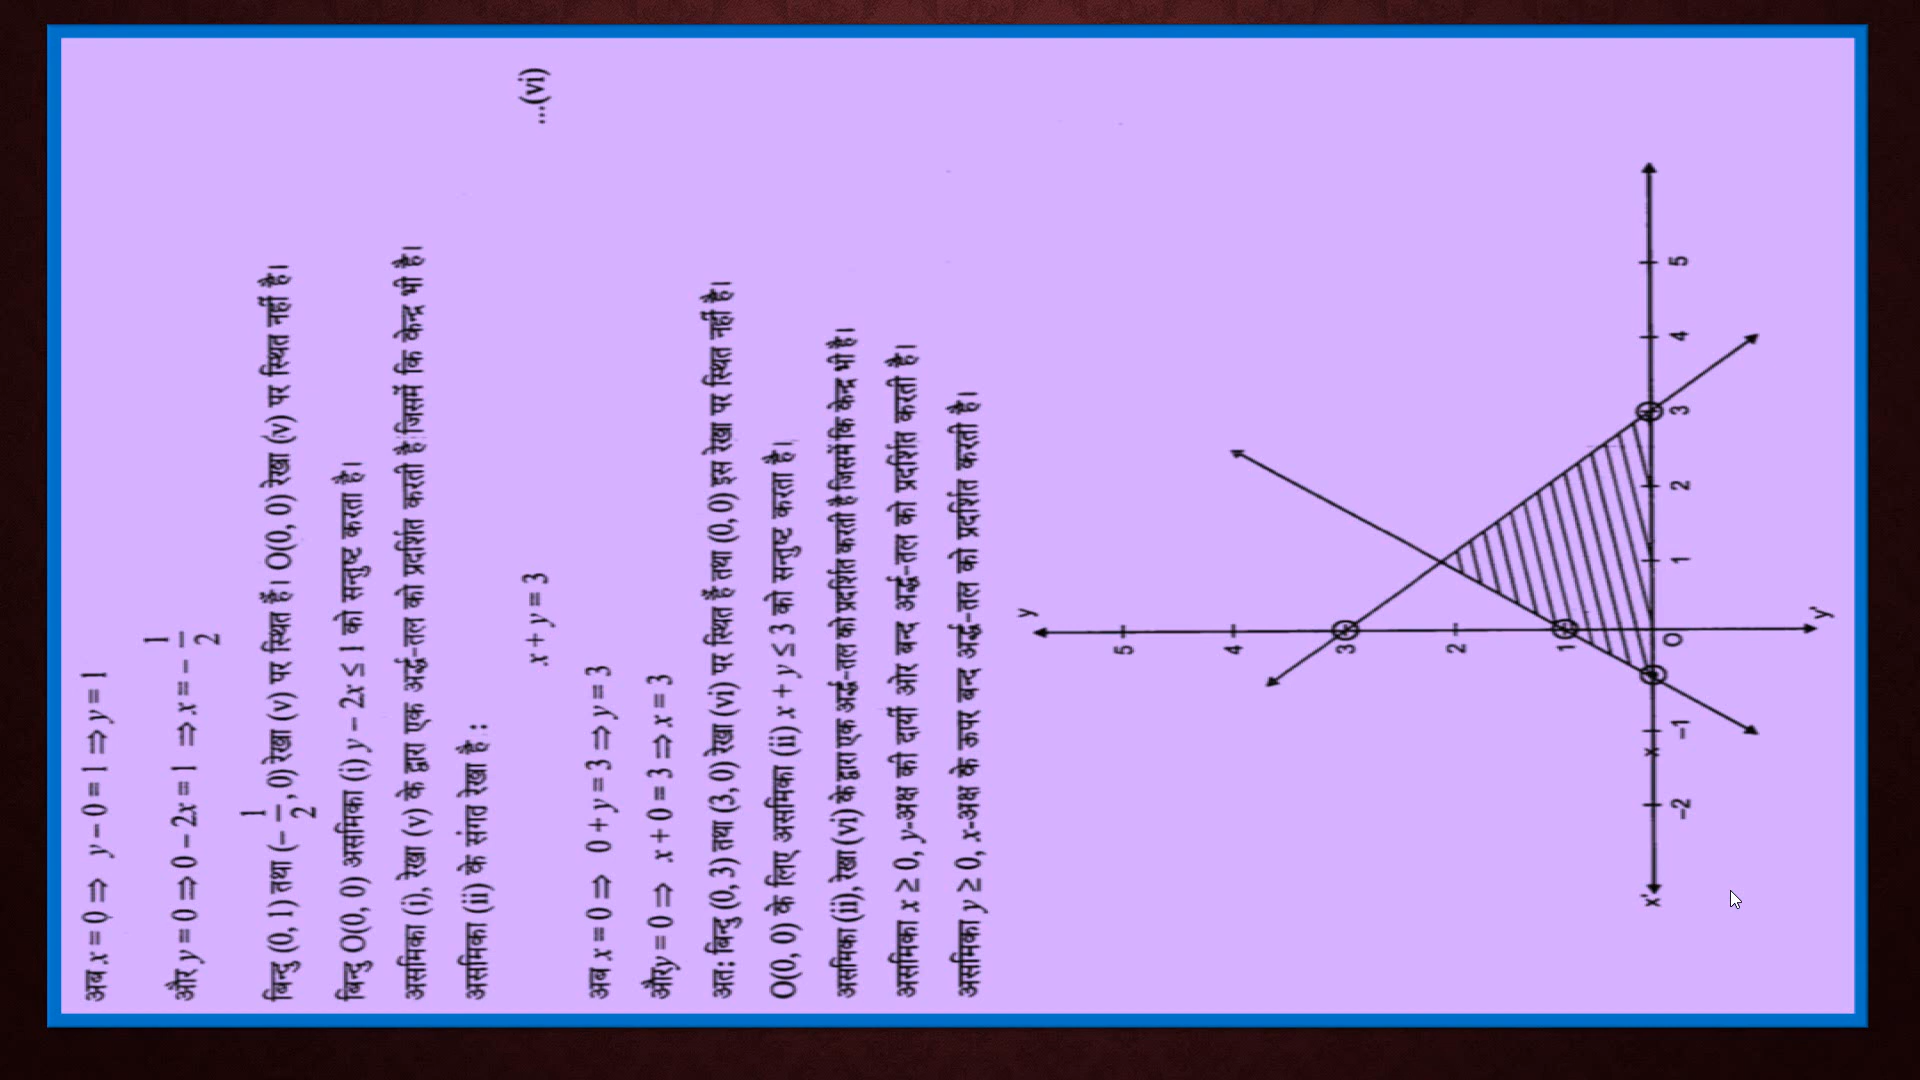 अब x = 0 ⇒ y – 0 = 1 ⇒ y = 1
और y = 0 ⇒ 0 – 2x = 1 ⇒ x = – 1/2
बिन्दु (0, 1) तथा (– 1/2, 0) रेखा (v) पर स्थित हैं। O(0, 0) रेखा (v) पर स्थित नहीं है।
बिन्दु O(0, 0) असमिका (i) y – 2x ≤ 1 को सन्तुष्ट करता है।
असमिका (i), रेखा (v) के द्वारा एक अर्द्ध-तल को प्रदर्शित करती है जिसमें कि केन्द्र भी है।
असमिका (ii) के संगत रेखा है :
x + y = 3 ...(vi)
अब x = 0 ⇒ 0 + y = 3 ⇒ y = 3
और y = 0 ⇒ x + 0 = 3 ⇒ x = 3
अतः बिन्दु (0, 3) तथा (3, 0) रेखा (vi) पर स्थित हैं तथा (0, 0) इस रेखा पर स्थित नहीं है।
O(0, 0) के लिए असमिका (ii) x + y ≤ 3 को सन्तुष्ट करता है।
असमिका (ii), रेखा (vi) के द्वारा एक अर्द्ध-तल को प्रदर्शित करती है जिसमें कि केन्द्र भी है।
असमिका x ≥ 0, y-अक्ष की दायीं ओर बन्द अर्द्ध-तल को प्रदर्शित करती है।
असमिका y ≥ 0, x-अक्ष के ऊपर बन्द अर्द्ध-तल को प्रदर्शित करती है।
y
5
4
3
2
1
x' –2 –1 O 1 2 3 4 5
x
y'